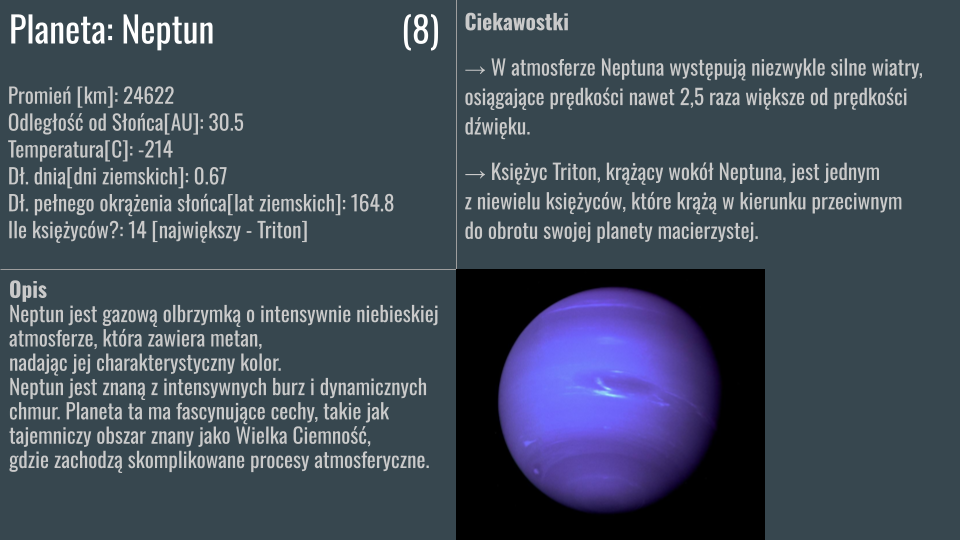 Planeta: Neptun (8)
Promień [km]: 24622
Odległość od Słońca[AU]: 30.5
Temperatura[C]: -214
Dł. dnia[dni ziemskich]: 0.67
Dł. pełnego okrążenia słońca[lat ziemskich]: 164.8
Ile księżyców?: 14 [największy - Triton]
Ciekawostki
→ W atmosferze Neptuna występują niezwykle silne wiatry,
osiągające prędkości nawet 2,5 raza większe od prędkości
dźwięku.
→ Księżyc Triton, krążący wokół Neptuna, jest jednym
z niewielu księżyców, które krążą w kierunku przeciwnym
do obrotu swojej planety macierzystej.
Opis
Neptun jest gazową olbrzymką o intensywnie niebieskiej
atmosferze, która zawiera metan,
nadając jej charakterystyczny kolor.
Neptun jest znaną z intensywnych burz i dynamicznych
chmur. Planeta ta ma fascynujące cechy, takie jak
tajemniczy obszar znany jako Wielka Ciemność,
gdzie zachodzą skomplikowane procesy atmosferyczne.